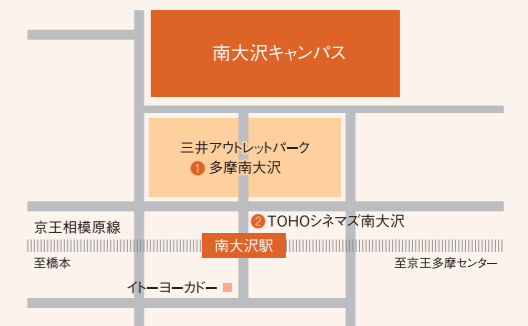 南大沢キャンパス
三井アウトレットパーク
1 多摩南大沢
2 TOHOシネマズ南大沢
京王相模原線
南大沢駅
至橋本
至京王多摩センター
イトーヨーカドー